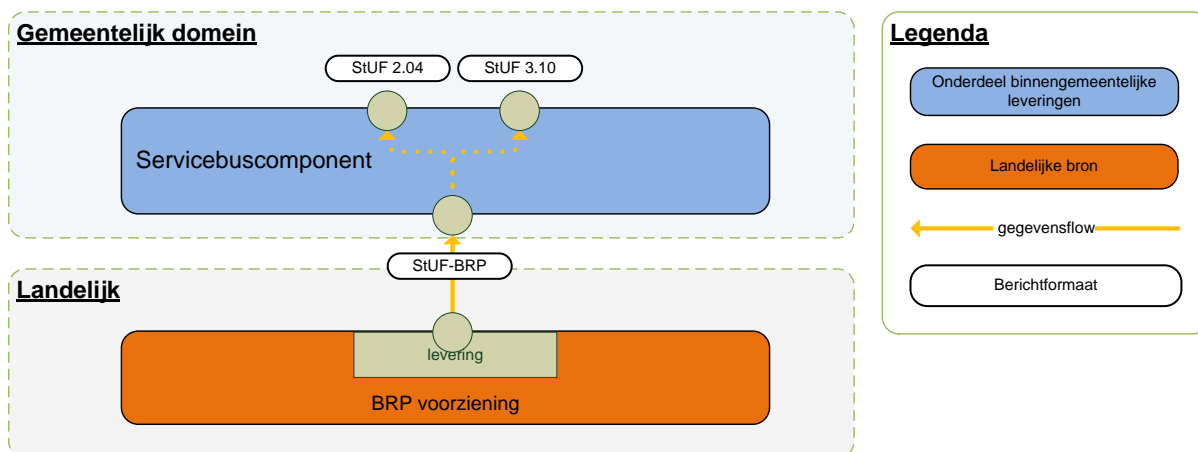 Gemeentelijk domein
StUF 2.04
StUF 3.10
Servicebuscomponent
StUF-BRP
Landelijk
levering
BRP voorziening
Legenda
Onderdeel binnengemeentelijke
leveringen
Landelijke bron
gegevensflow
Berichtformaat